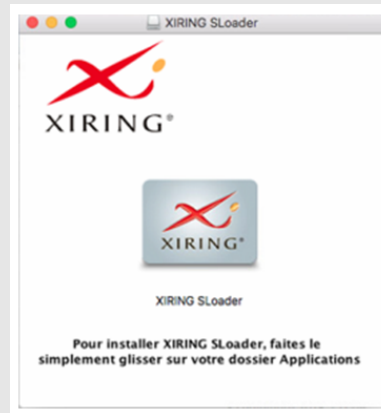 XIRING SLoader
XIRING®
XIRING®
XIRING SLoader
Pour installer XIRING SLoader, faites le
simplement glisser sur votre dossier Applications